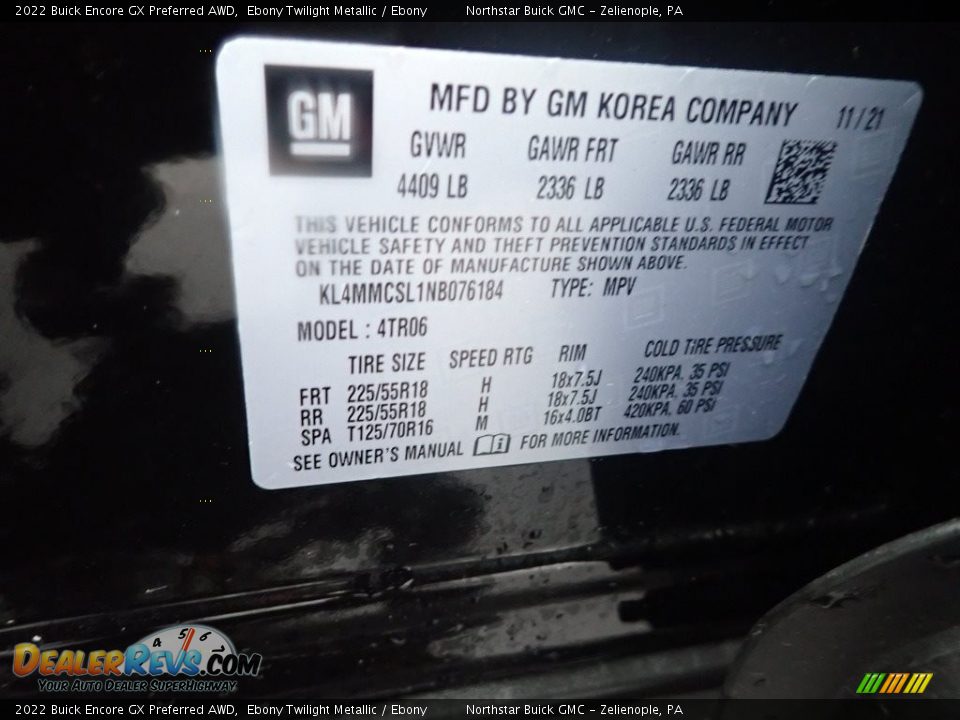 2022 Buick Encore GX Preferred AWD, Ebony Twilight Metallic / Ebony Northstar Buick GMC - Zelienople, PA
GM
MFD BY GM KOREA COMPANY 11/21
GVWR GAWR FRT GAWR RR
4409 LB 2336 LB 2336 LB
THIS VEHICLE CONFORMS TO ALL APPLICABLE U.S. FEDERAL MOTOR
VEHICLE SAFETY AND THEFT PREVENTION STANDARDS IN EFFECT
ON THE DATE OF MANUFACTURE SHOWN ABOVE.
KL4MMCSL1NB076184 TYPE: MPV
MODEL : 4TR06
TIRE SIZE SPEED RTG RIM COLD TIRE PRESSURE
FRT 225/55R18 H 18x7.5J 240KPA, 35 PSI
RR 225/55R18 H 18x7.5J 240KPA, 35 PSI
SPA T125/70R16 M 16x4.0BT 420KPA, 60 PSI
SEE OWNER'S MANUAL FOR MORE INFORMATION.
4 5 6
DEALERREVS.COM
YOUR AUTO DEALER SUPERHIGHWAY
2022 Buick Encore GX Preferred AWD, Ebony Twilight Metallic / Ebony Northstar Buick GMC - Zelienople, PA